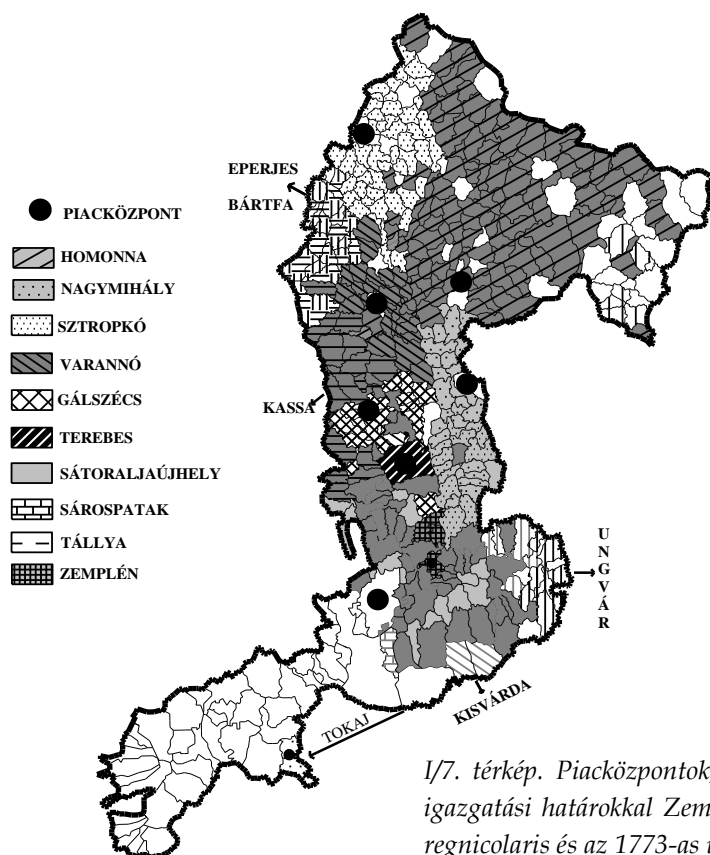 EPERJES
BÁRTFA
PIACKÖZPONT
HOMONNA
NAGYMIHÁLY
SZTROPKÓ
VARANNÓ
GÁLSZÉCS
TEREBES
SÁTORALJAÚJHELY
SÁROSPATAK
TÁLLYA
ZEMPLÉN
KASSA
UNGVÁR
KISVÁRDA
TOKAJ
I/7. térkép. Piacközpontok,
igazgatási határokkal Zem
regnicolaris és az 1773-as